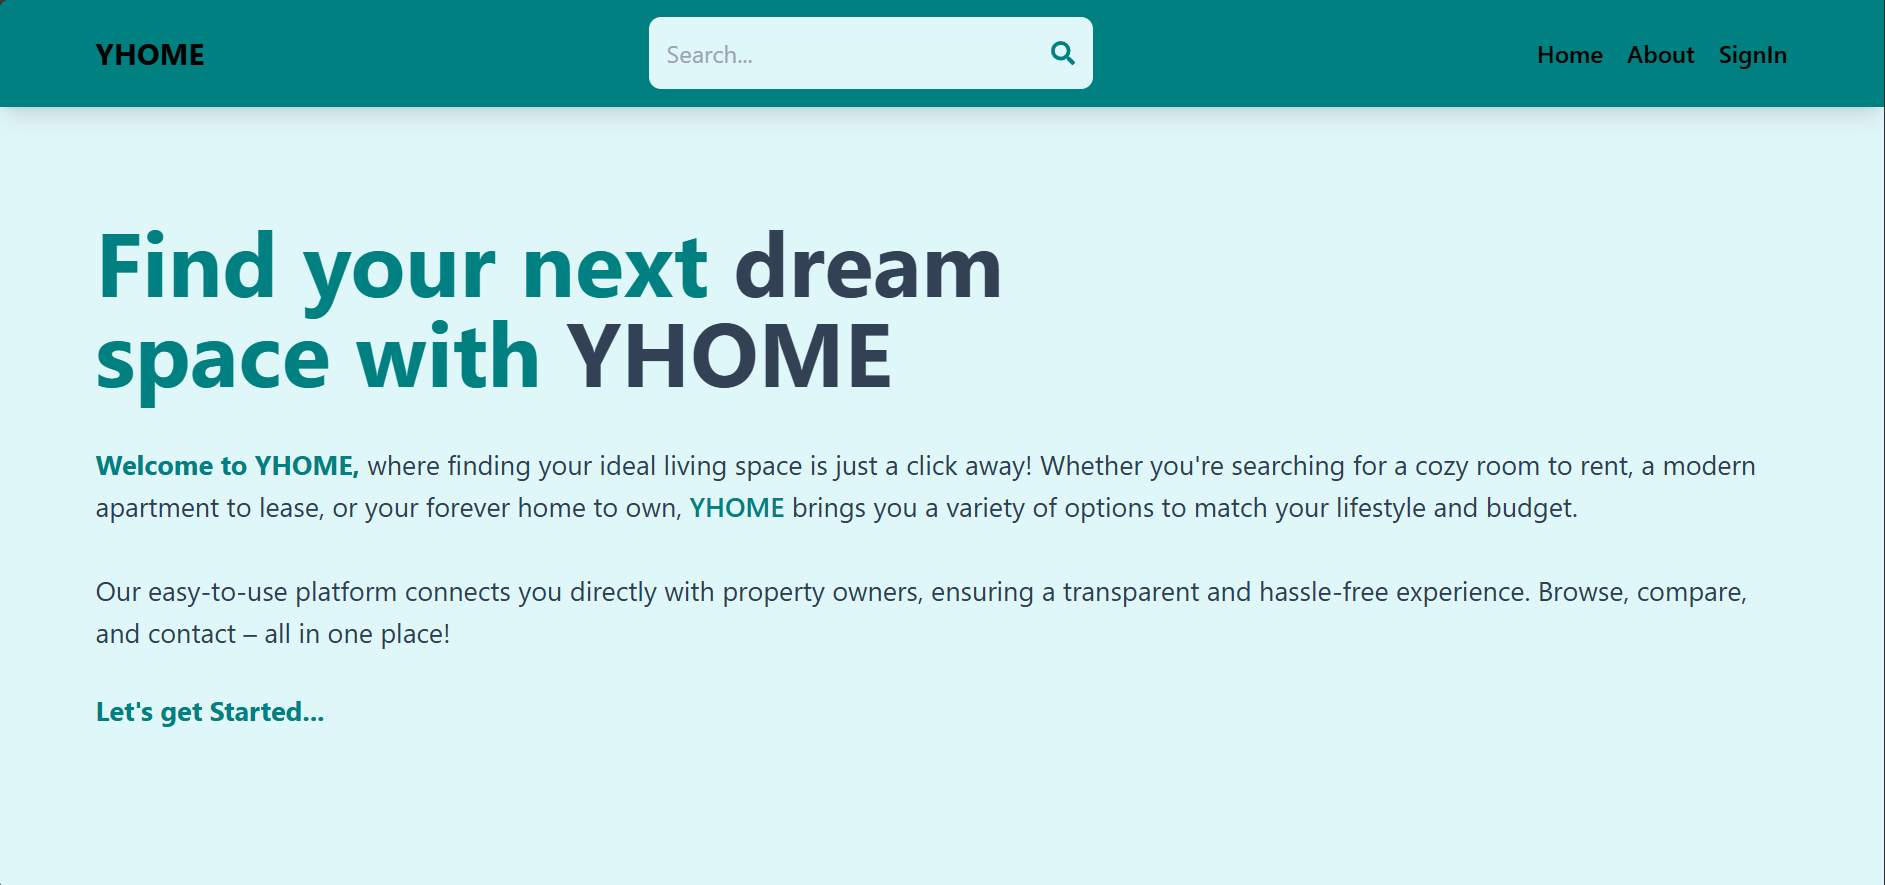 YHOME
Search...
Home About SignIn
Find your next dream
space with YHOME
Welcome to YHOME, where finding your ideal living space is just a click away! Whether you're searching for a cozy room to rent, a modern
apartment to lease, or your forever home to own, YHOME brings you a variety of options to match your lifestyle and budget.
Our easy-to-use platform connects you directly with property owners, ensuring a transparent and hassle-free experience. Browse, compare,
and contact – all in one place!
Let's get Started...